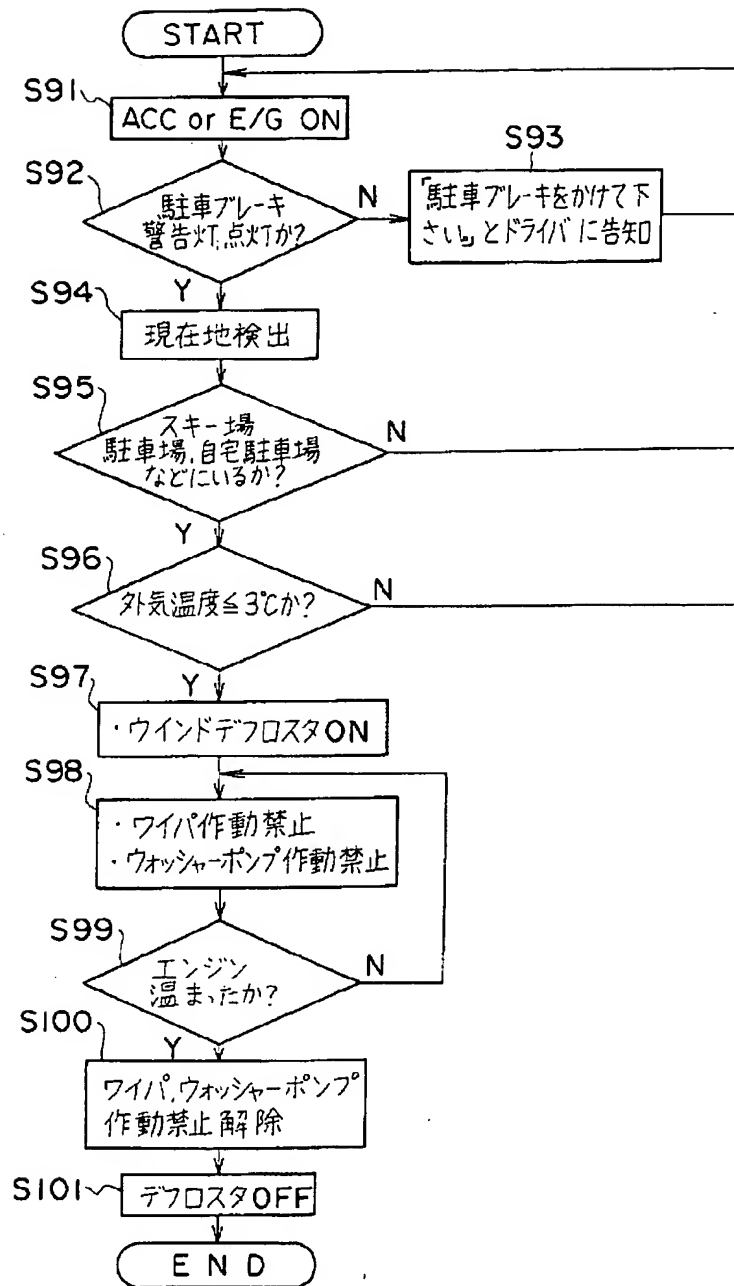 START
S91
ACC or E/G ON
S92
駐車ブレーキ
警告灯,点灯か?
N
Y
S93
「駐車ブレーキをかけて下
さい。」とドライバに告知
S94
現在地検出
S95
スキー場
駐車場,自宅駐車場
などにいるか?
N
Y
S96
外気温度≦3℃か?
N
Y
S97
・ウインドデフロスタON
S98
・ワイパ作動禁止
・ウォッシャーポンプ作動禁止
S99
エンジン
温まったか?
N
Y
S100
ワイパ,ウォッシャーポンプ
作動禁止解除
S101
デフロスタOFF
END